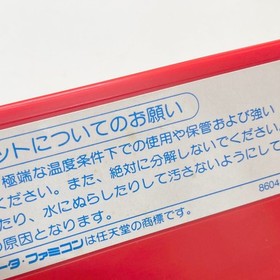 ットについてのお願い
極端な温度条件下での使用や保管および強い
ください。また、絶対に分解しないでください
たり、水にぬらしたりして汚さないようにして
の原因となります。
ータ・ファミコンは任天堂の商標です。
8604